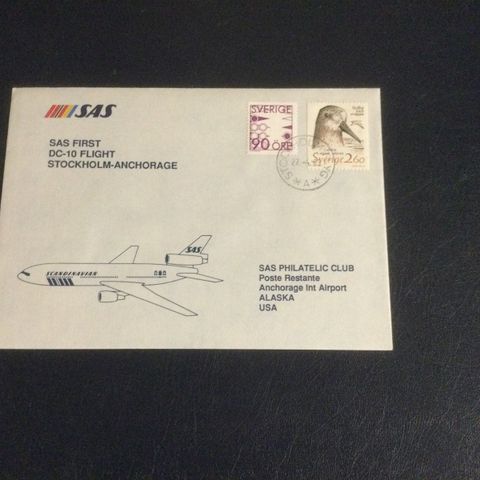 SAS
SAS FIRST
DC-10 FLIGHT
STOCKHOLM-ANCHORAGE
SVERIGE
90 ÖRE
Sverige 2.60
SAS
SCANDINAVIAN
SAS PHILATELIC CLUB
Poste Restante
Anchorage Int Airport
ALASKA
USA